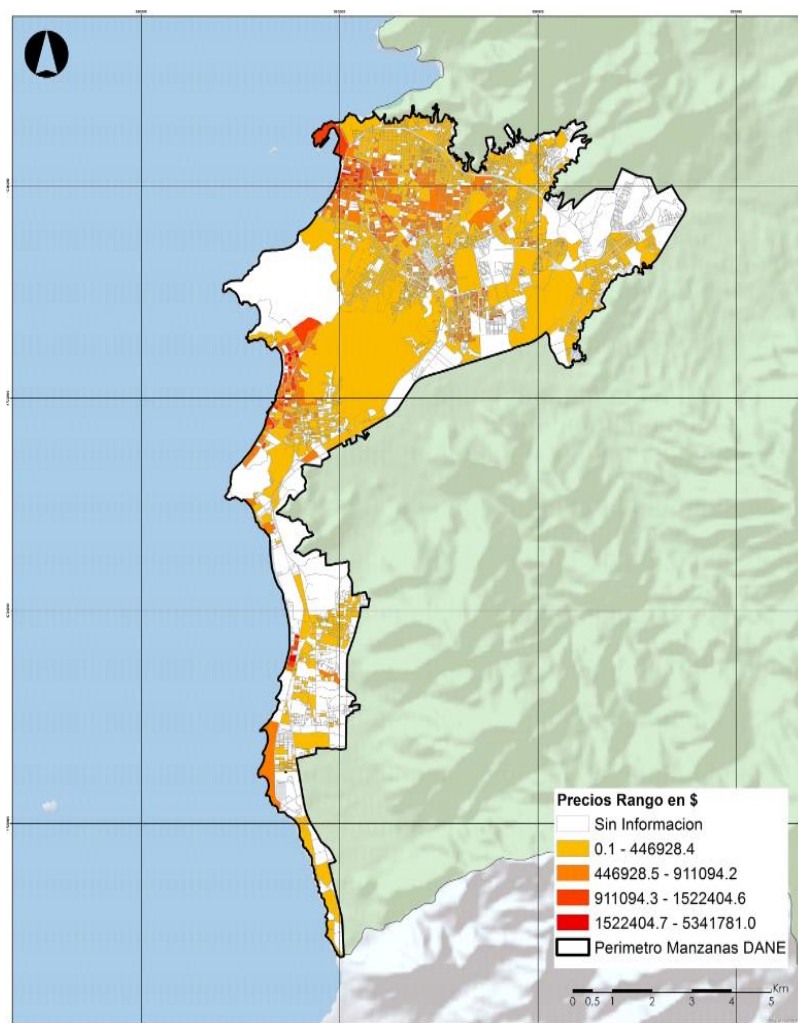 Precios Rango en $
Sin Informacion
0.1 - 446928.4
446928.5 - 911094.2
911094.3 - 1522404.6
1522404.7 - 5341781.0
Perimetro Manzanas DANE
Km
0 0.5 1 2 3 4 5